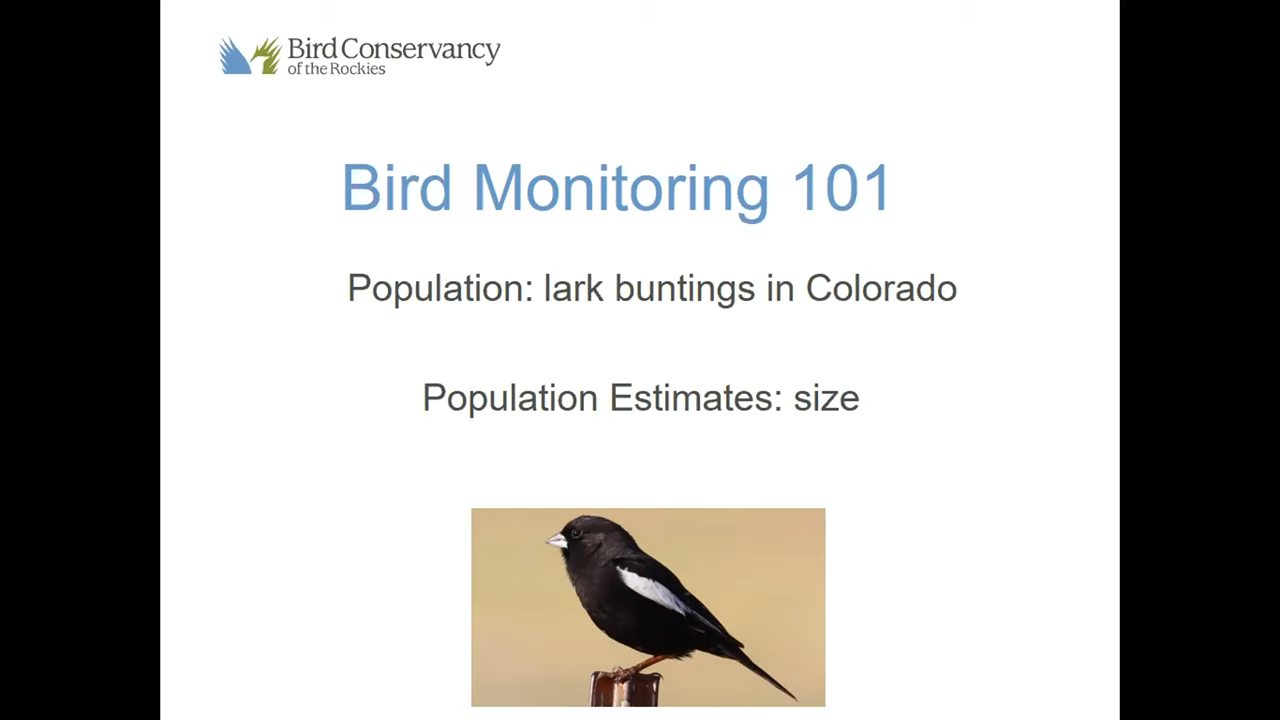 Bird Conservancy
of the Rockies
Bird Monitoring 101
Population: lark buntings in Colorado
Population Estimates: size